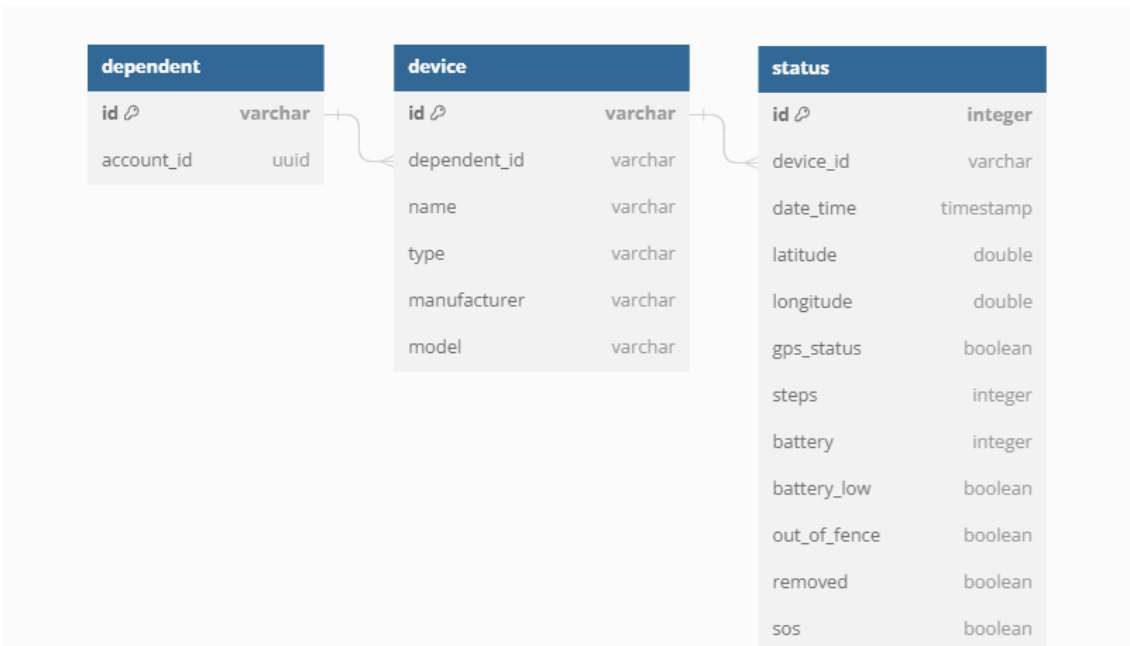 dependent
id varchar
account_id uuid
device
id varchar
dependent_id varchar
name varchar
type varchar
manufacturer varchar
model varchar
status
id integer
device_id varchar
date_time timestamp
latitude double
longitude double
gps_status boolean
steps integer
battery integer
battery_low boolean
out_of_fence boolean
removed boolean
sos boolean